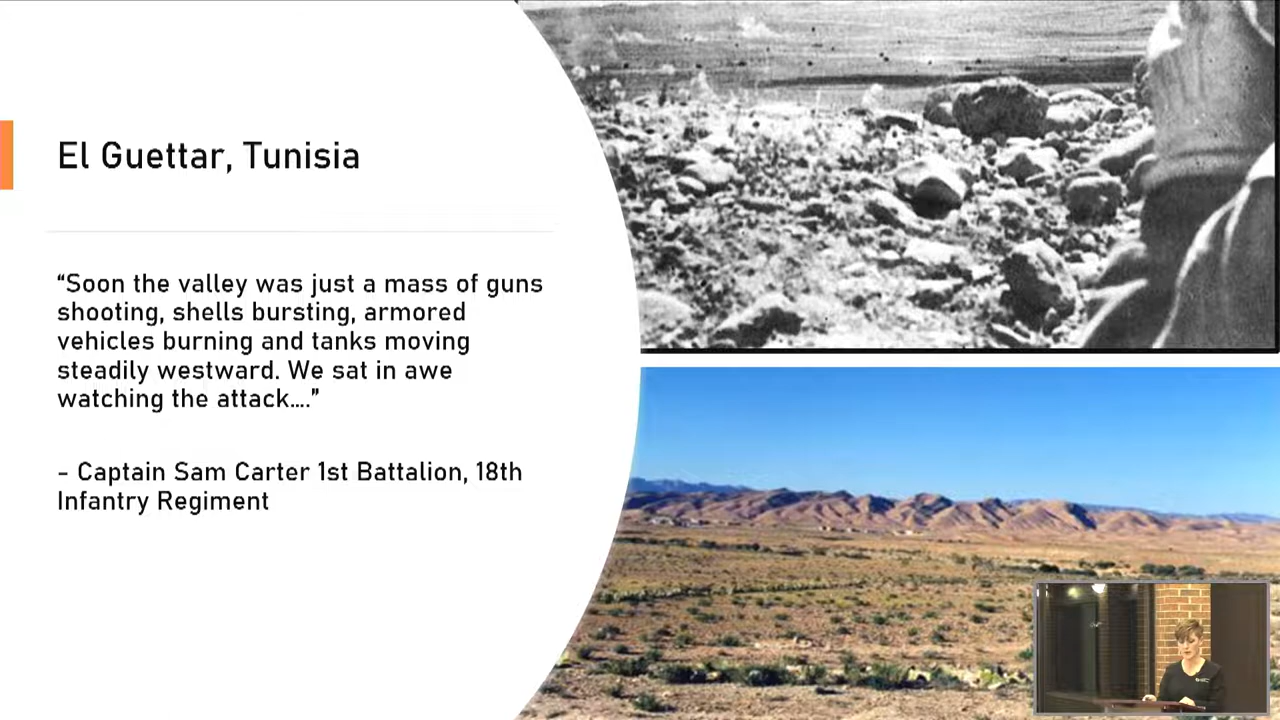 El Guettar, Tunisia
“Soon the valley was just a mass of guns
shooting, shells bursting, armored
vehicles burning and tanks moving
steadily westward. We sat in awe
watching the attack....”
– Captain Sam Carter 1st Battalion, 18th
Infantry Regiment